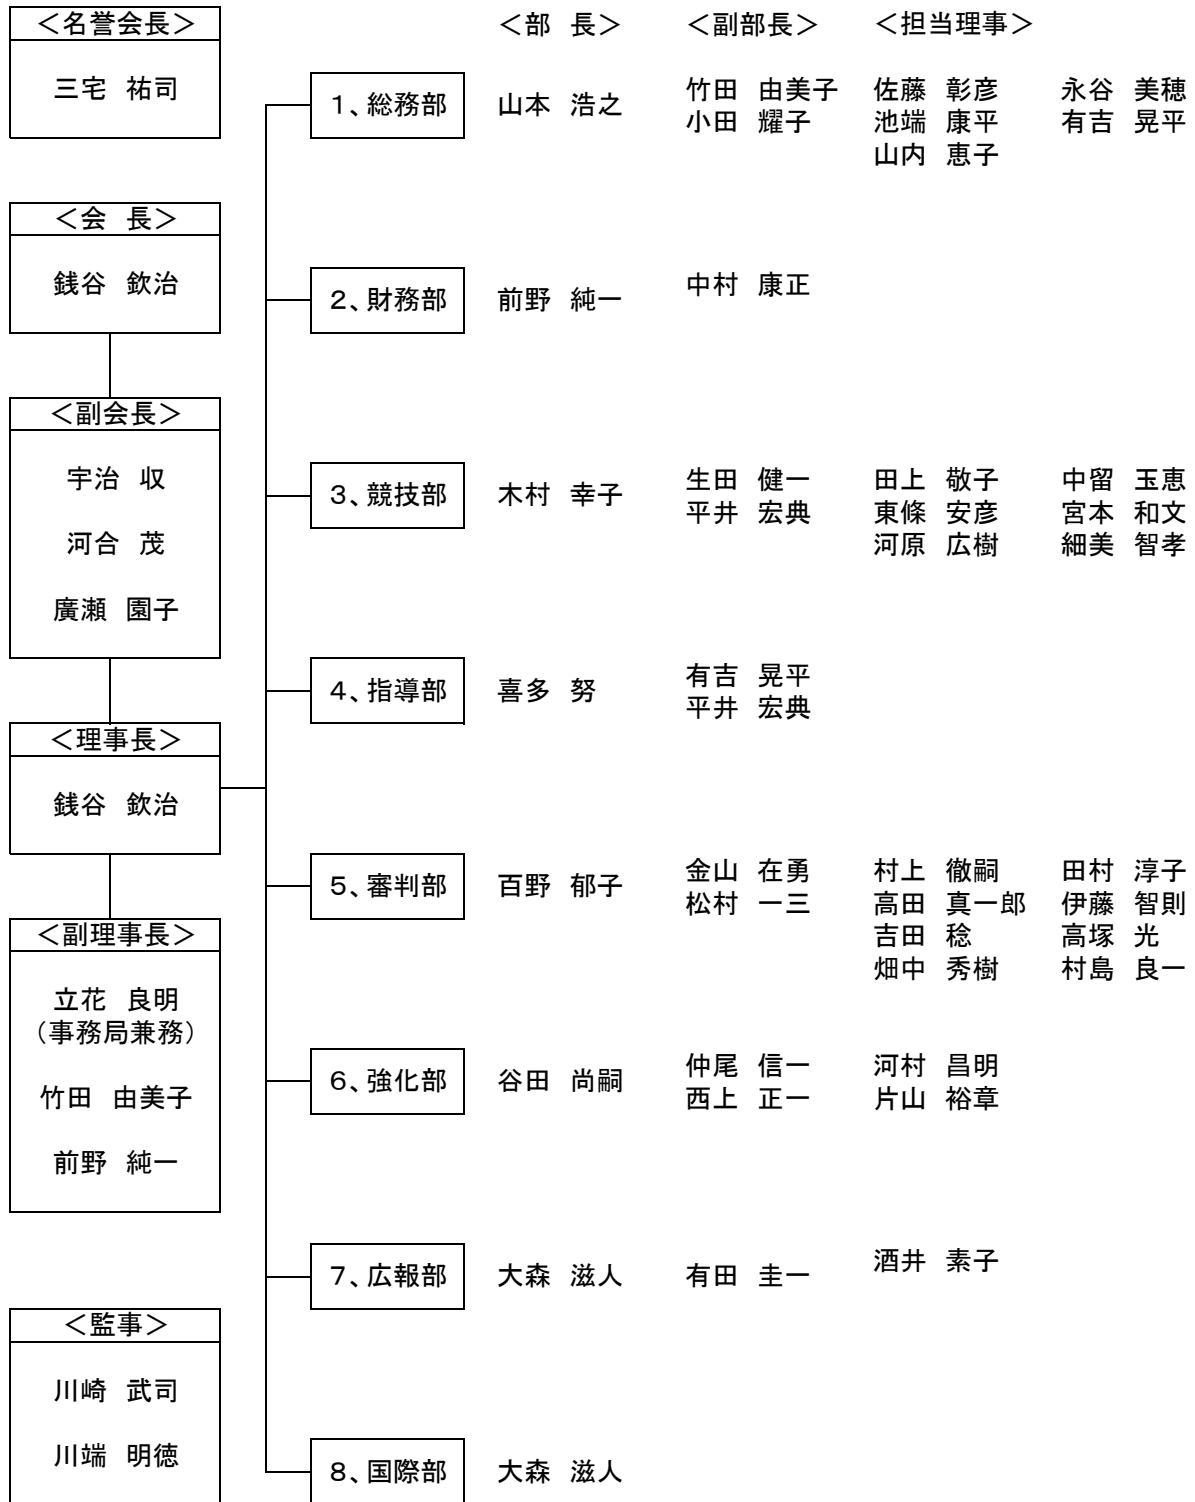 ＜名誉会長＞
三宅　祐司
＜会　長＞
銭谷　欽治
＜副会長＞
宇治　収
河合　茂
廣瀬　園子
＜理事長＞
銭谷　欽治
＜副理事長＞
立花　良明
（事務局兼務）
竹田　由美子
前野　純一
＜監事＞
川崎　武司
川端　明徳
＜部　長＞　＜副部長＞　＜担当理事＞
1、総務部　山本　浩之　竹田　由美子　佐藤　彰彦　永谷　美穂
小田　耀子　池端　康平　有吉　晃平
山内　恵子
2、財務部　前野　純一　中村　康正
3、競技部　木村　幸子　生田　健一　田上　敬子　中留　玉恵
平井　宏典　東條　安彦　宮本　和文
河原　広樹　細美　智孝
4、指導部　喜多　努　有吉　晃平
平井　宏典
5、審判部　百野　郁子　金山　在勇　村上　徹嗣　田村　淳子
松村　一三　高田　真一郎　伊藤　智則
吉田　稔　高塚　光
畑中　秀樹　村島　良一
6、強化部　谷田　尚嗣　仲尾　信一　河村　昌明
西上　正一　片山　裕章
7、広報部　大森　滋人　有田　圭一　酒井　素子
8、国際部　大森　滋人